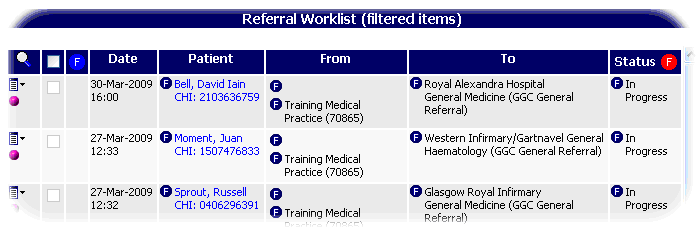 Referral Worklist (filtered items)
F Date Patient From To Status F
30-Mar-2009 F Bell, David Iain F F Royal Alexandra Hospital F In
16:00 CHI: 2103636759 F Training Medical General Medicine (GGC General Progress
Practice (70865) Referral)
27-Mar-2009 F Moment, Juan F F Western Infirmary/Gartnavel General F In
12:33 CHI: 1507476833 F Training Medical Haematology (GGC General Referral) Progress
Practice (70865)
27-Mar-2009 F Sprout, Russell F F Glasgow Royal Infirmary F In
12:32 CHI: 0406296391 F Training Medical General Medicine (GGC General Progress
Practice (70865) Referral)